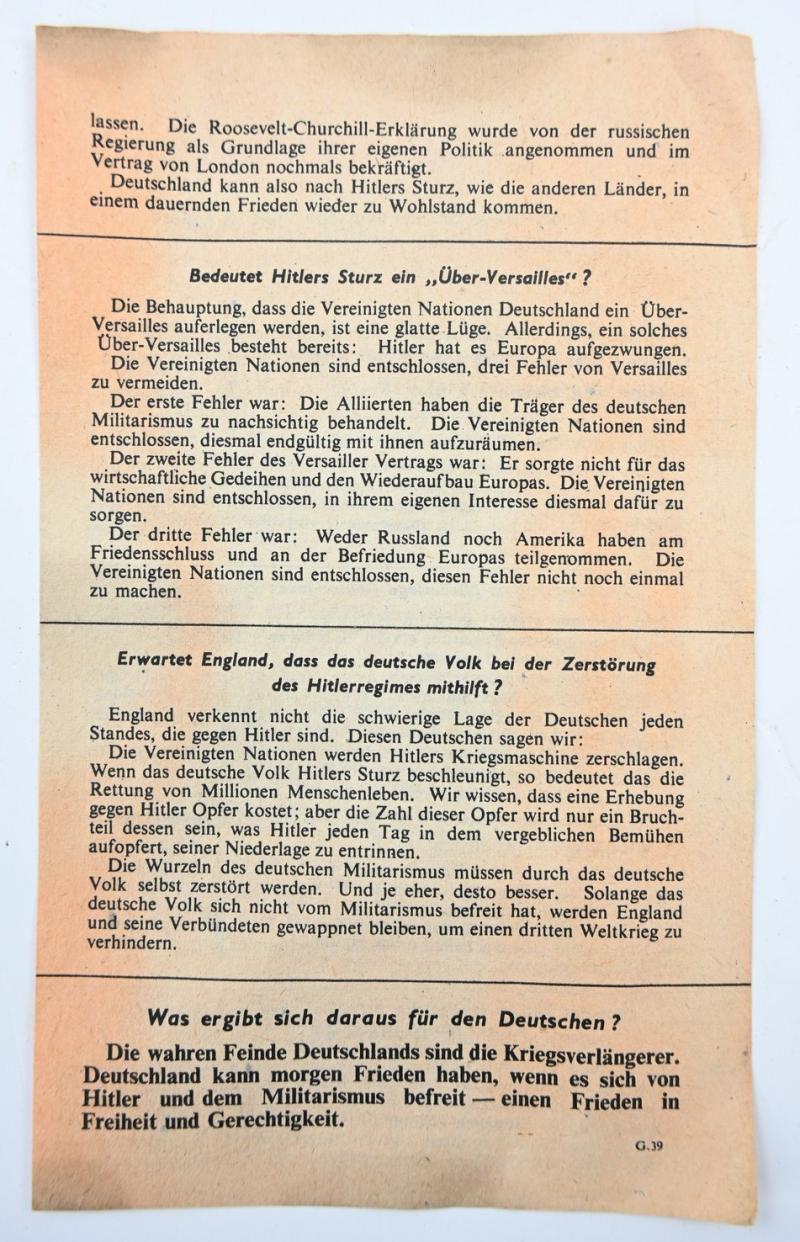 lassen. Die Roosevelt-Churchill-Erklärung wurde von der russischen
Regierung als Grundlage ihrer eigenen Politik angenommen und im
Vertrag von London nochmals bekräftigt.
Deutschland kann also nach Hitlers Sturz, wie die anderen Länder, in
einem dauernden Frieden wieder zu Wohlstand kommen.
Bedeutet Hitlers Sturz ein „Über-Versailles“ ?
Die Behauptung, dass die Vereinigten Nationen Deutschland ein Über-
Versailles auferlegen werden, ist eine glatte Lüge. Allerdings, ein solches
Über-Versailles besteht bereits: Hitler hat es Europa aufgezwungen.
Die Vereinigten Nationen sind entschlossen, drei Fehler von Versailles
zu vermeiden.
Der erste Fehler war: Die Alliierten haben die Träger des deutschen
Militarismus zu nachsichtig behandelt. Die Vereinigten Nationen sind
entschlossen, diesmal endgültig mit ihnen aufzuräumen.
Der zweite Fehler des Versailler Vertrags war: Er sorgte nicht für das
wirtschaftliche Gedeihen und den Wiederaufbau Europas. Die Vereinigten
Nationen sind entschlossen, in ihrem eigenen Interesse diesmal dafür zu
sorgen.
Der dritte Fehler war: Weder Russland noch Amerika haben am
Friedensschluss und an der Befriedung Europas teilgenommen. Die
Vereinigten Nationen sind entschlossen, diesen Fehler nicht noch einmal
zu machen.
Erwartet England, dass das deutsche Volk bei der Zerstörung
des Hitlerregimes mithilft ?
England verkennt nicht die schwierige Lage der Deutschen jeden
Standes, die gegen Hitler sind. Diesen Deutschen sagen wir:
Die Vereinigten Nationen werden Hitlers Kriegsmaschine zerschlagen.
Wenn das deutsche Volk Hitlers Sturz beschleunigt, so bedeutet das die
Rettung von Millionen Menschenleben. Wir wissen, dass eine Erhebung
gegen Hitler Opfer kostet; aber die Zahl dieser Opfer wird nur ein Bruch-
teil dessen sein, was Hitler jeden Tag in dem vergeblichen Bemühen
aufopfert, seiner Niederlage zu entrinnen.
Die Wurzeln des deutschen Militarismus müssen durch das deutsche
Volk selbst zerstört werden. Und je eher, desto besser. Solange das
deutsche Volk sich nicht vom Militarismus befreit hat, werden England
und seine Verbündeten gewappnet bleiben, um einen dritten Weltkrieg zu
verhindern.
Was ergibt sich daraus für den Deutschen ?
Die wahren Feinde Deutschlands sind die Kriegsverlängerer.
Deutschland kann morgen Frieden haben, wenn es sich von
Hitler und dem Militarismus befreit — einen Frieden in
Freiheit und Gerechtigkeit.
G.39